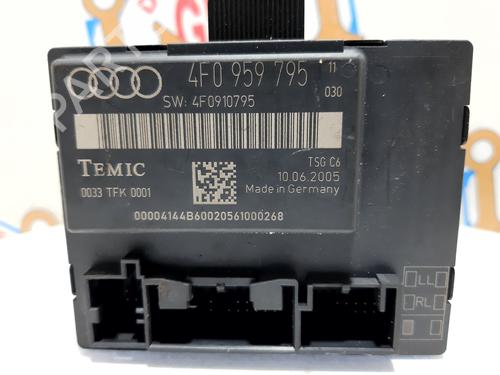 4F0 959 795 11
030
SW: 4F0910795
TEMIC
TSG C6
10.06.2005
0033 TFK 0001
Made in Germany
00004144B60020561000268
LL
RL